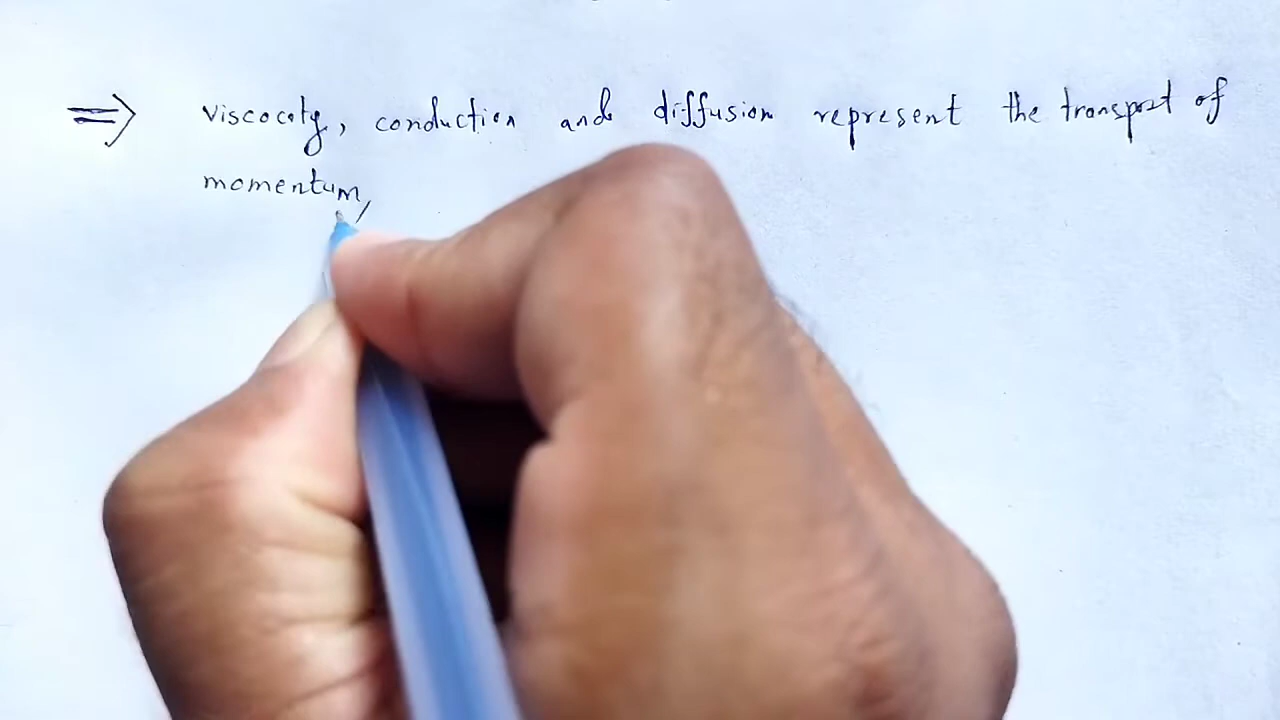 ⇒ viscocity, conduction and diffusion represent the transport of
momentum,